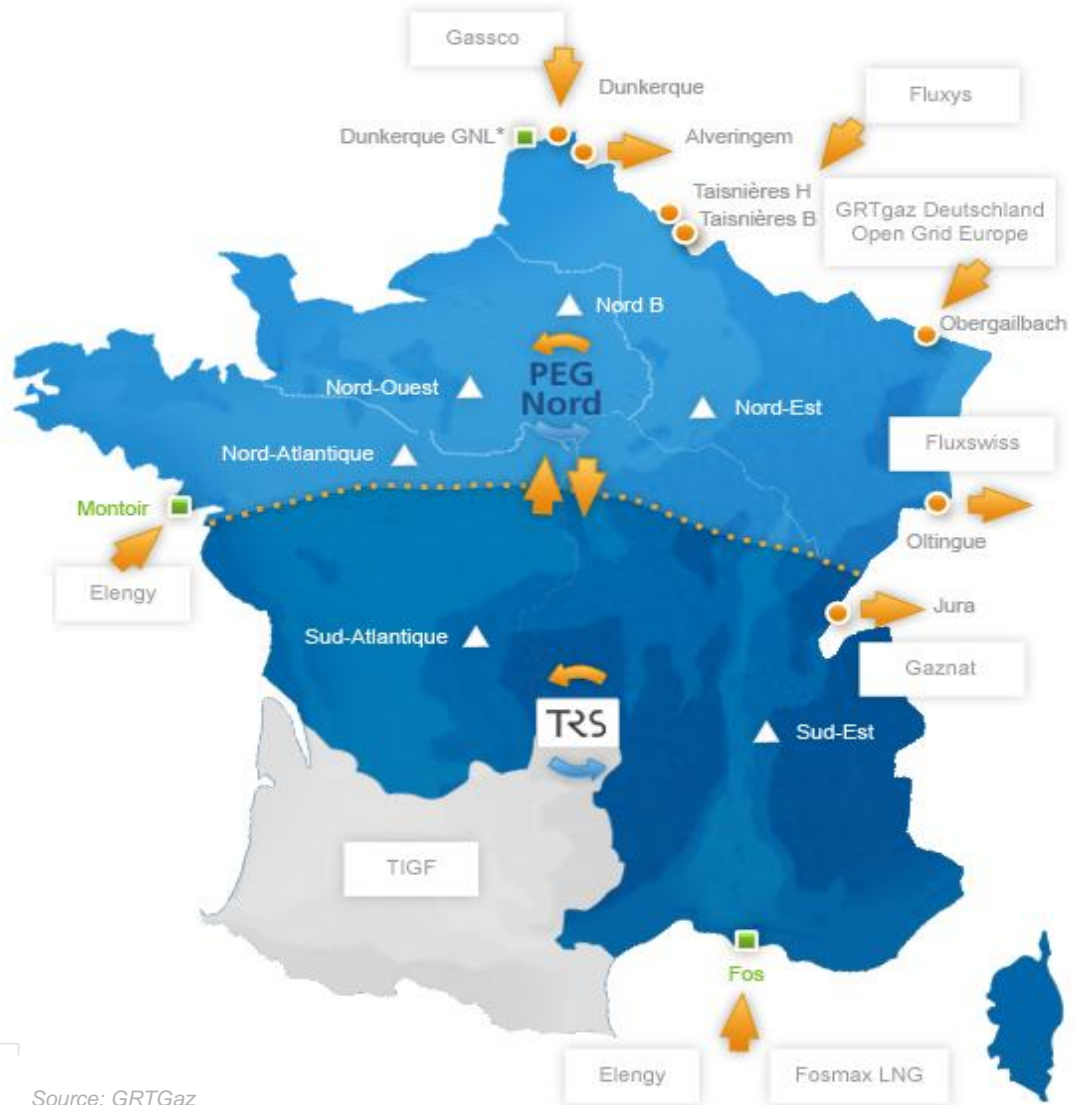 Gassco
Dunkerque
Fluxys
Dunkerque GNL*
Alveringem
Taisnières H
Taisnières B
GRTgaz Deutschland
Open Grid Europe
Nord B
Obergailbach
PEG
Nord
Nord-Ouest
Nord-Est
Nord-Atlantique
Fluxswiss
Montoir
Oltingue
Elengy
Jura
Sud-Atlantique
Gaznat
TRS
Sud-Est
TIGF
Fos
Elengy
Fosmax LNG
Source: GRTGaz